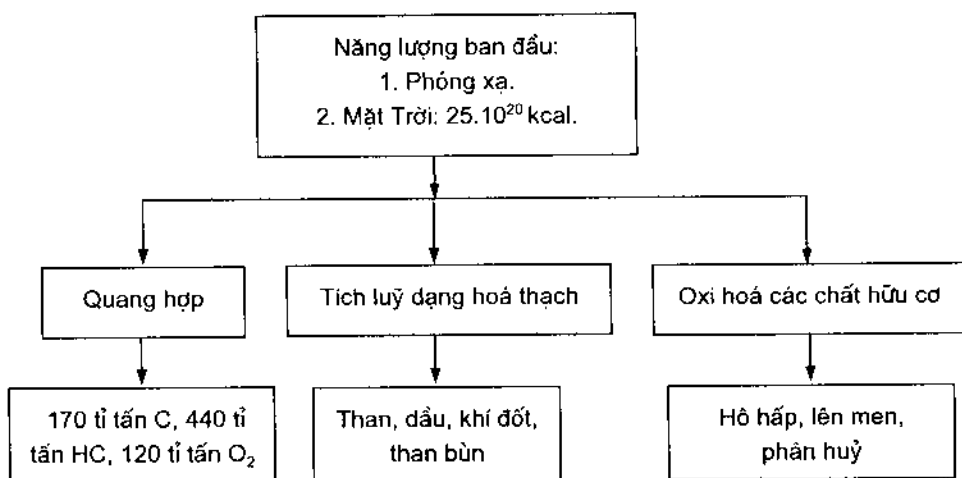 Năng lượng ban đầu:
1. Phóng xạ.
2. Mặt Trời: 25.10²⁰ kcal.
Quang hợp
Tích luỹ dạng hoá thạch
Oxi hoá các chất hữu cơ
170 tỉ tấn C, 440 tỉ
tấn HC, 120 tỉ tấn O₂
Than, dầu, khí đốt,
than bùn
Hô hấp, lên men,
phân huỷ